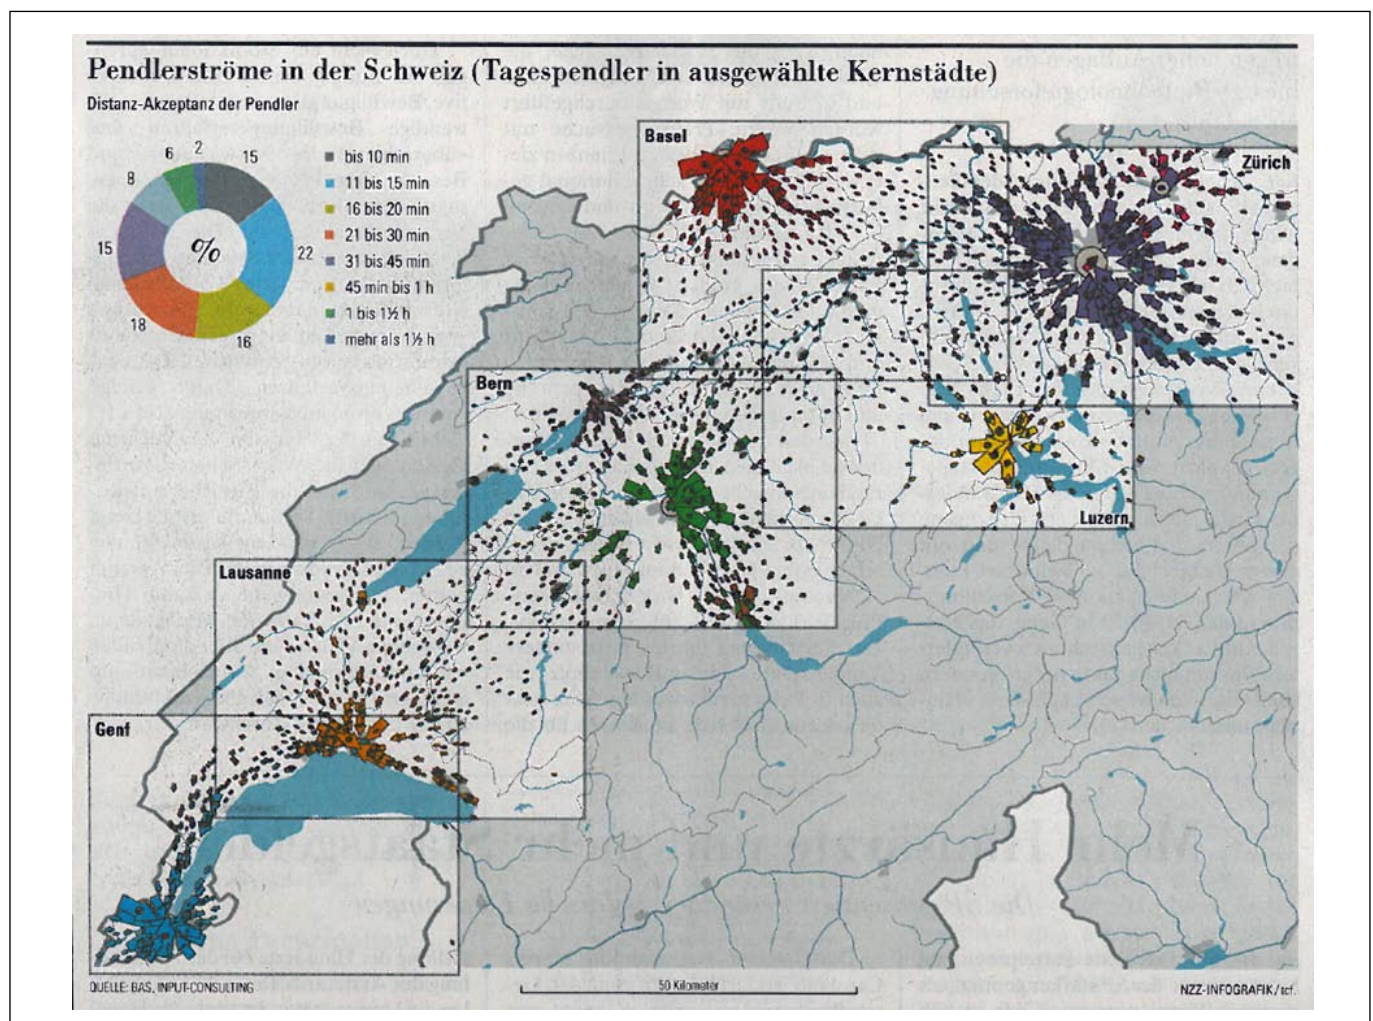 Pendlerströme in der Schweiz (Tagespendler in ausgewählte Kernstädte)
Distanz-Akzeptanz der Pendler
6
2
15
8
15
18
16
22
%
bis 10 min
11 bis 15 min
16 bis 20 min
21 bis 30 min
31 bis 45 min
45 min bis 1 h
1 bis 1½ h
mehr als 1½ h
Basel
Zürich
Bern
Luzern
Lausanne
Genf
QUELLE: BAS, INPUT-CONSULTING
50 Kilometer
NZZ-INFOGRAFIK/tcf.